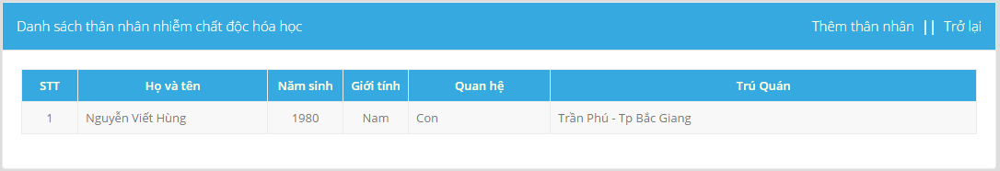 Danh sách thân nhân nhiễm chất độc hóa học
Thêm thân nhân || Trở lại
STT Họ và tên Năm sinh Giới tính Quan hệ Trú Quán
1 Nguyễn Viết Hùng 1980 Nam Con Trần Phú - Tp Bắc Giang